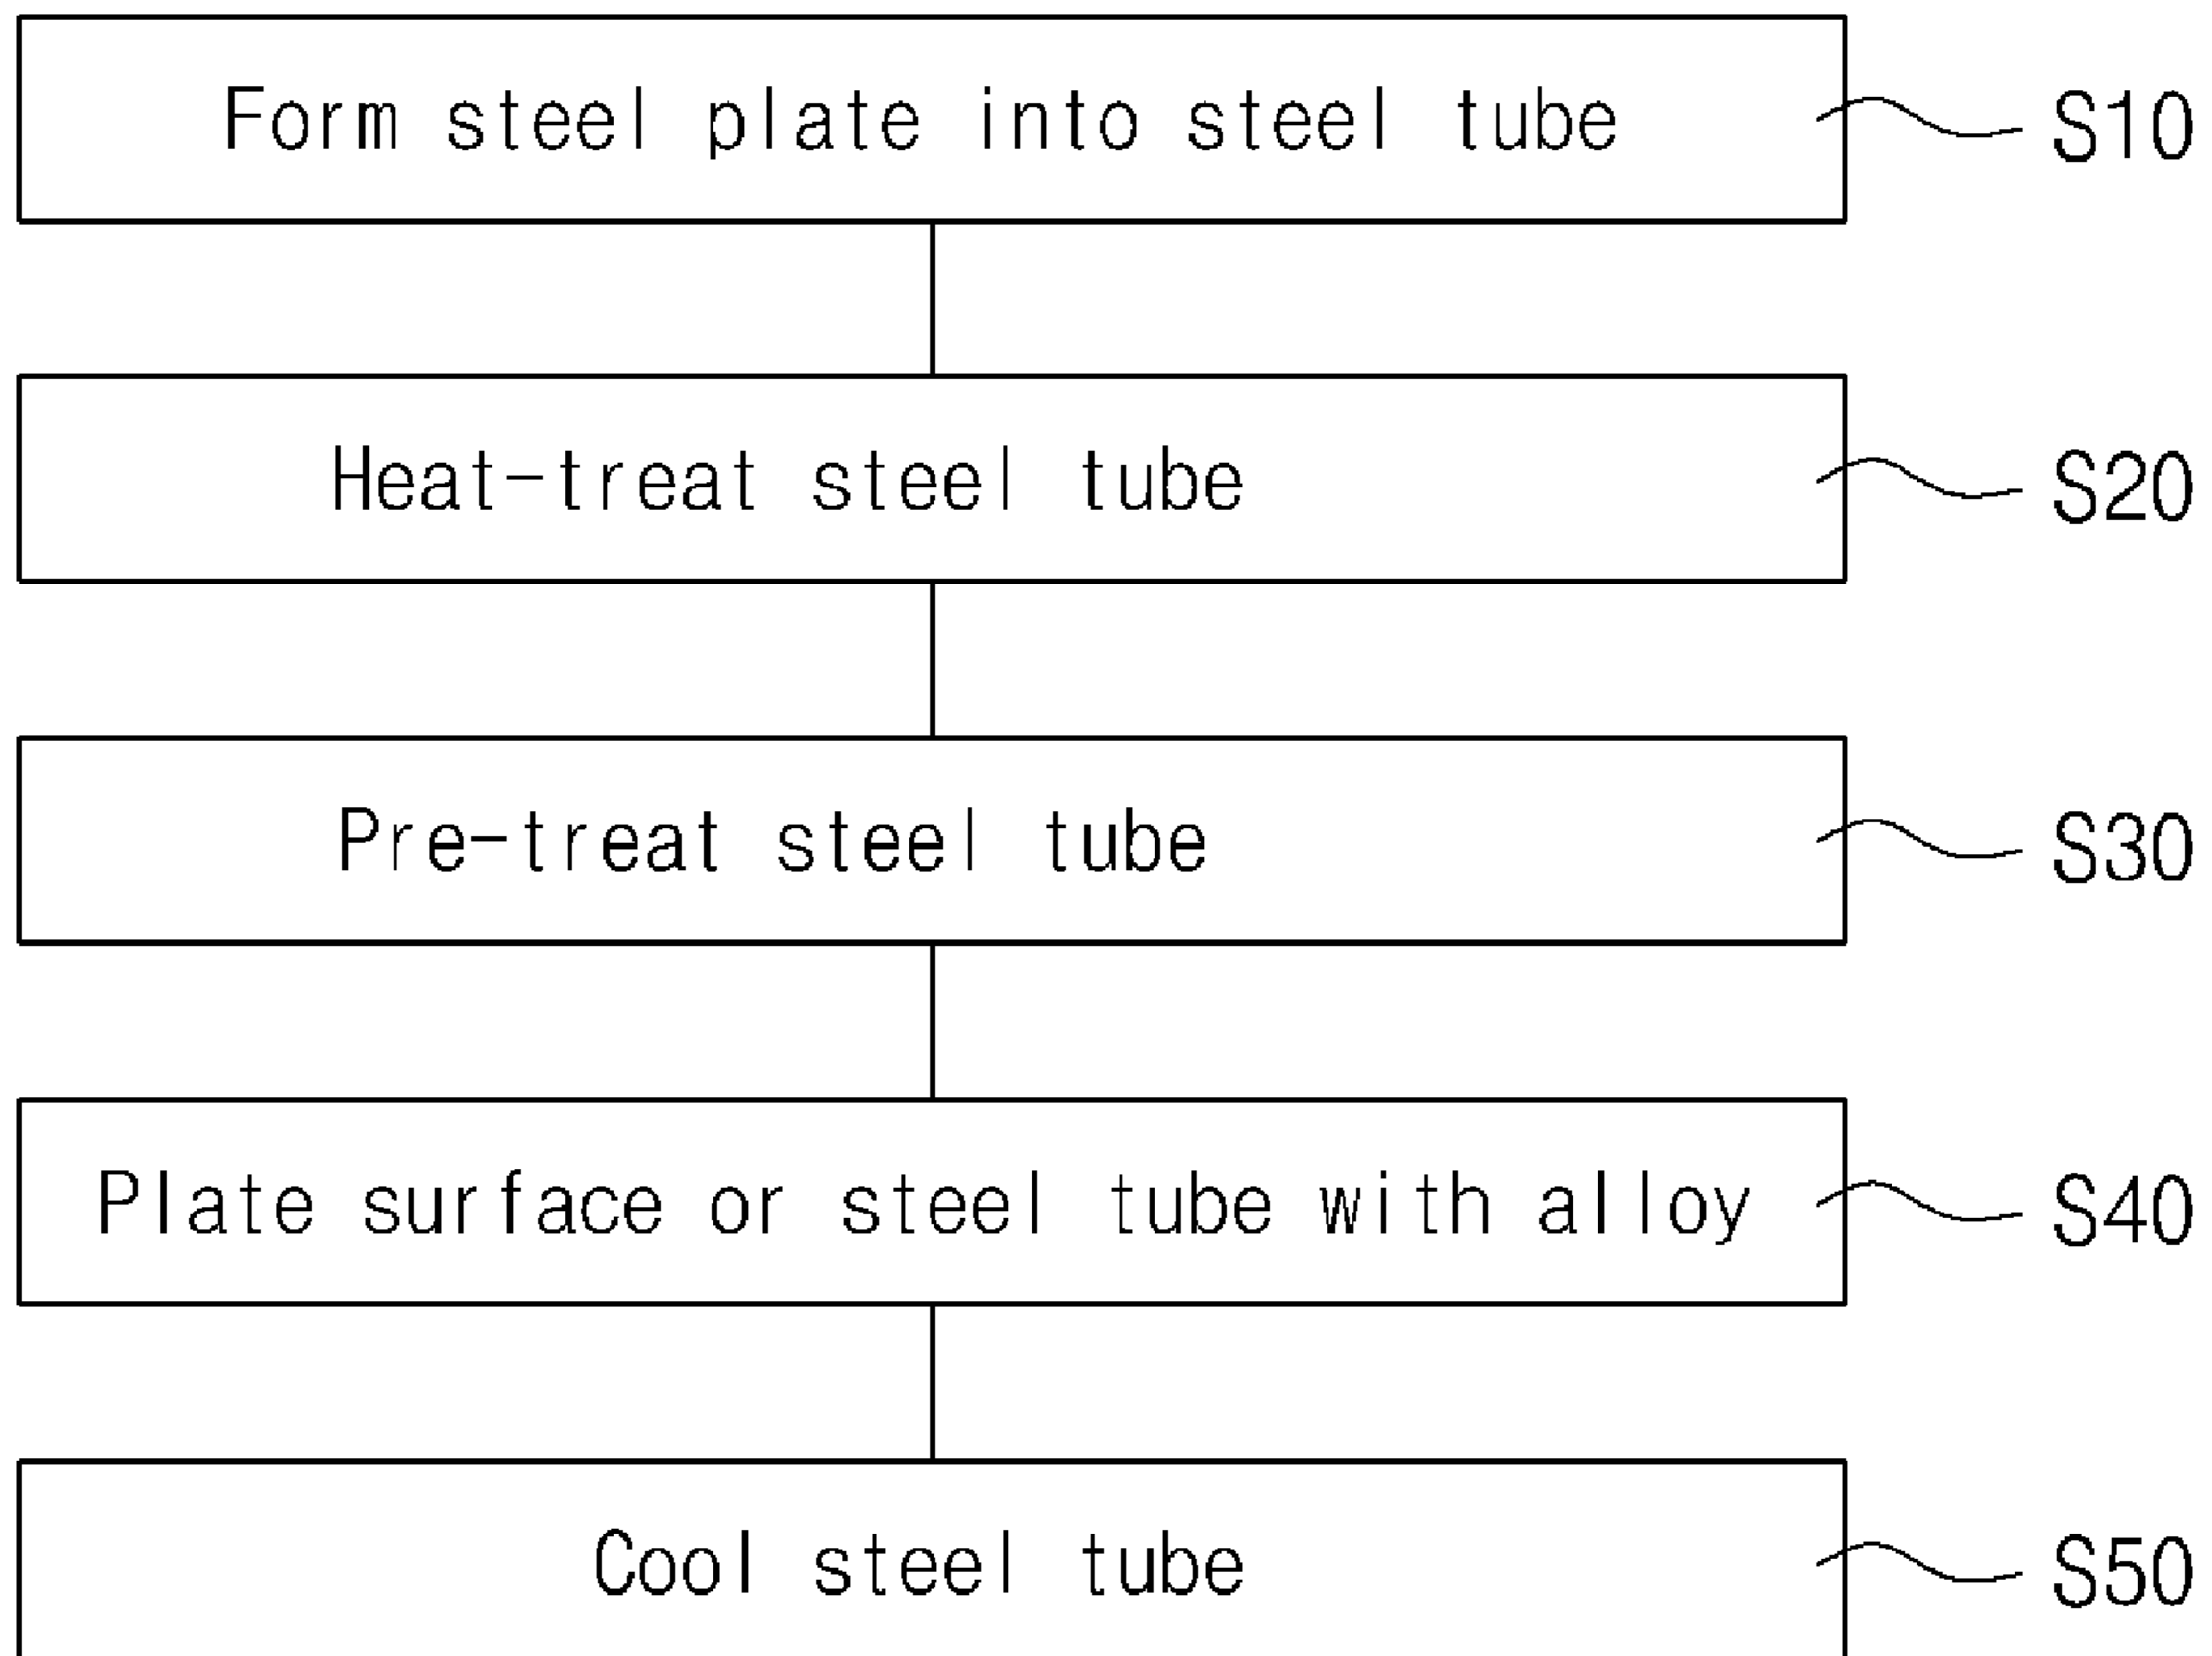 Form steel plate into steel tube S10
Heat-treat steel tube S20
Pre-treat steel tube S30
Plate surface or steel tube with alloy S40
Cool steel tube S50